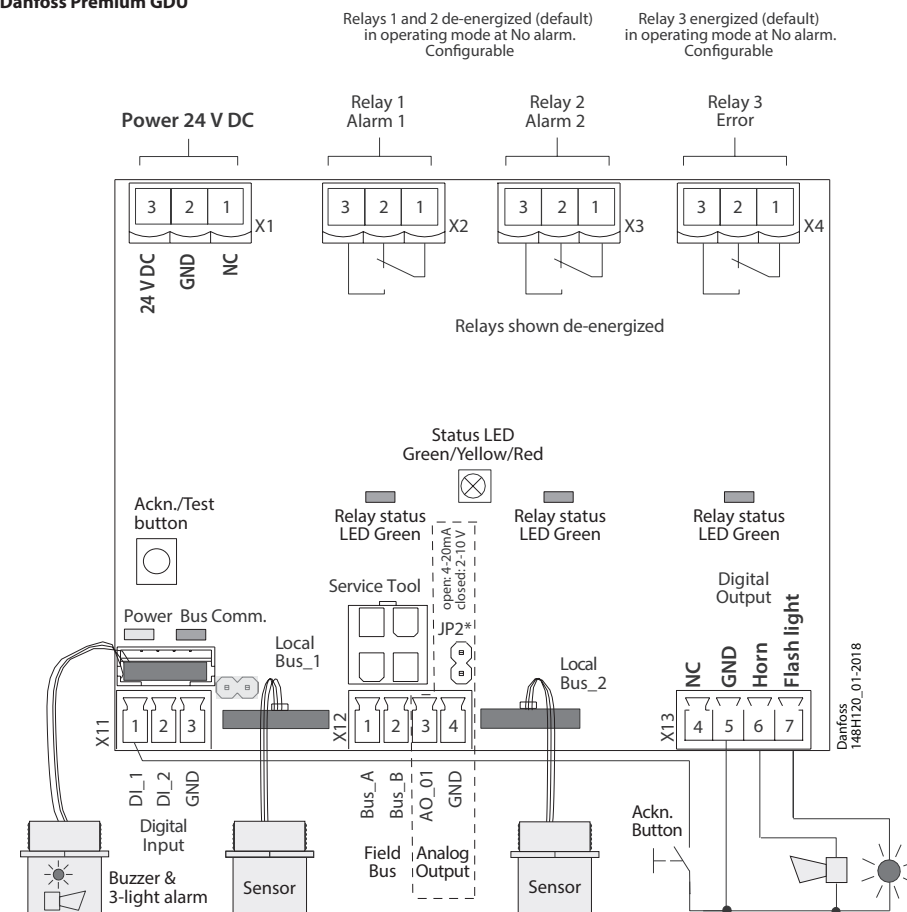 Danfoss Premium GDU
Relays 1 and 2 de-energized (default)
in operating mode at No alarm.
Configurable
Relay 3 energized (default)
in operating mode at No alarm.
Configurable
Power 24 V DC
Relay 1
Alarm 1
Relay 2
Alarm 2
Relay 3
Error
3 2 1
X1
3 2 1
X2
3 2 1
X3
3 2 1
X4
24 V DC
GND
NC
Relays shown de-energized
Status LED
Green/Yellow/Red
Ackn./Test
button
Relay status
LED Green
Relay status
LED Green
Relay status
LED Green
open: 4-20mA
closed: 2-10 V
Service Tool
JP2*
Digital
Output
Power Bus Comm.
Local
Bus_1
Local
Bus_2
NC
GND
Horn
Flash light
X11
1 2 3
X12
1 2 3 4
X13
4 5 6 7
Danfoss
148H120_01-2018
DI_1
DI_2
GND
Digital
Input
Bus_A
Bus_B
AO_01
GND
Field
Bus
Analog
Output
Ackn.
Button
Buzzer &
3-light alarm
Sensor
Sensor